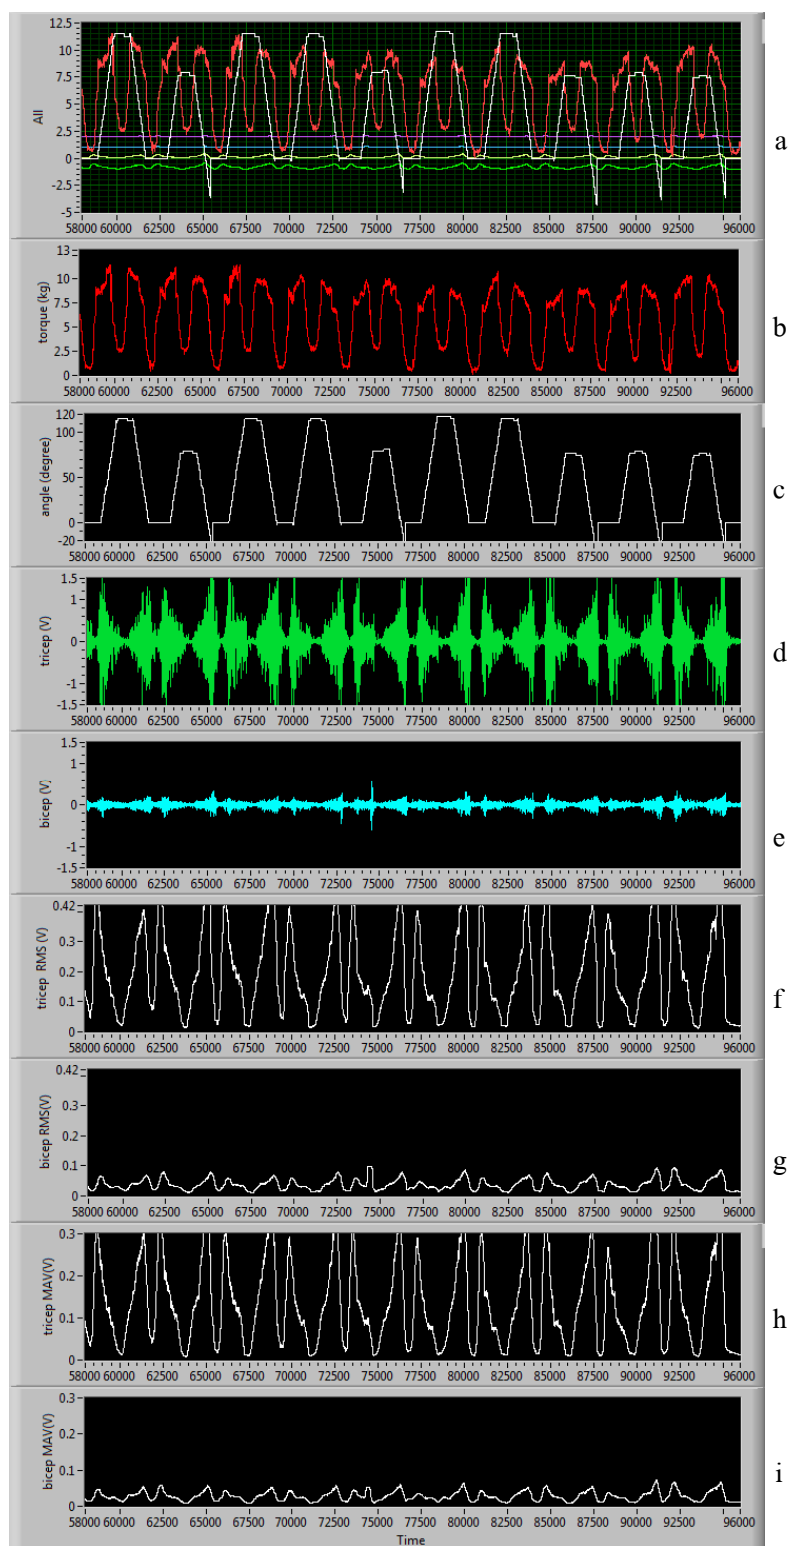 12.5
10
7.5
5
2.5
0
-2.5
-5
All
58000 60000 62500 65000 67500 70000 72500 75000 77500 80000 82500 85000 87500 90000 92500 96000
a
13
10
7.5
5
2.5
0
torque (kg)
58000 60000 62500 65000 67500 70000 72500 75000 77500 80000 82500 85000 87500 90000 92500 96000
b
120
100
50
0
-20
angle (degree)
58000 60000 62500 65000 67500 70000 72500 75000 77500 80000 82500 85000 87500 90000 92500 96000
c
1.5
1
0
-1
-1.5
tricep (V)
58000 60000 62500 65000 67500 70000 72500 75000 77500 80000 82500 85000 87500 90000 92500 96000
d
1.5
1
0
-1
-1.5
bicep (V)
58000 60000 62500 65000 67500 70000 72500 75000 77500 80000 82500 85000 87500 90000 92500 96000
e
0.42
0.3
0.2
0.1
0
tricep RMS (V)
58000 60000 62500 65000 67500 70000 72500 75000 77500 80000 82500 85000 87500 90000 92500 96000
f
0.42
0.3
0.2
0.1
0
bicep RMS(V)
58000 60000 62500 65000 67500 70000 72500 75000 77500 80000 82500 85000 87500 90000 92500 96000
g
0.3
0.2
0.1
0
tricep MAV(V)
58000 60000 62500 65000 67500 70000 72500 75000 77500 80000 82500 85000 87500 90000 92500 96000
h
0.3
0.2
0.1
0
bicep MAV(V)
58000 60000 62500 65000 67500 70000 72500 75000 77500 80000 82500 85000 87500 90000 92500 96000
i
Time